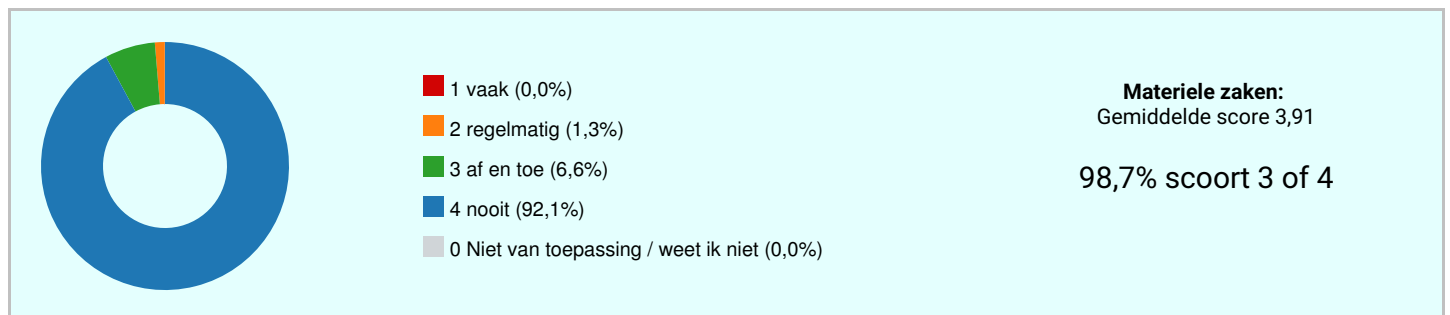 1 vaak (0,0%)
2 regelmatig (1,3%)
3 af en toe (6,6%)
4 nooit (92,1%)
0 Niet van toepassing / weet ik niet (0,0%)
Materiele zaken:
Gemiddelde score 3,91
98,7% scoort 3 of 4